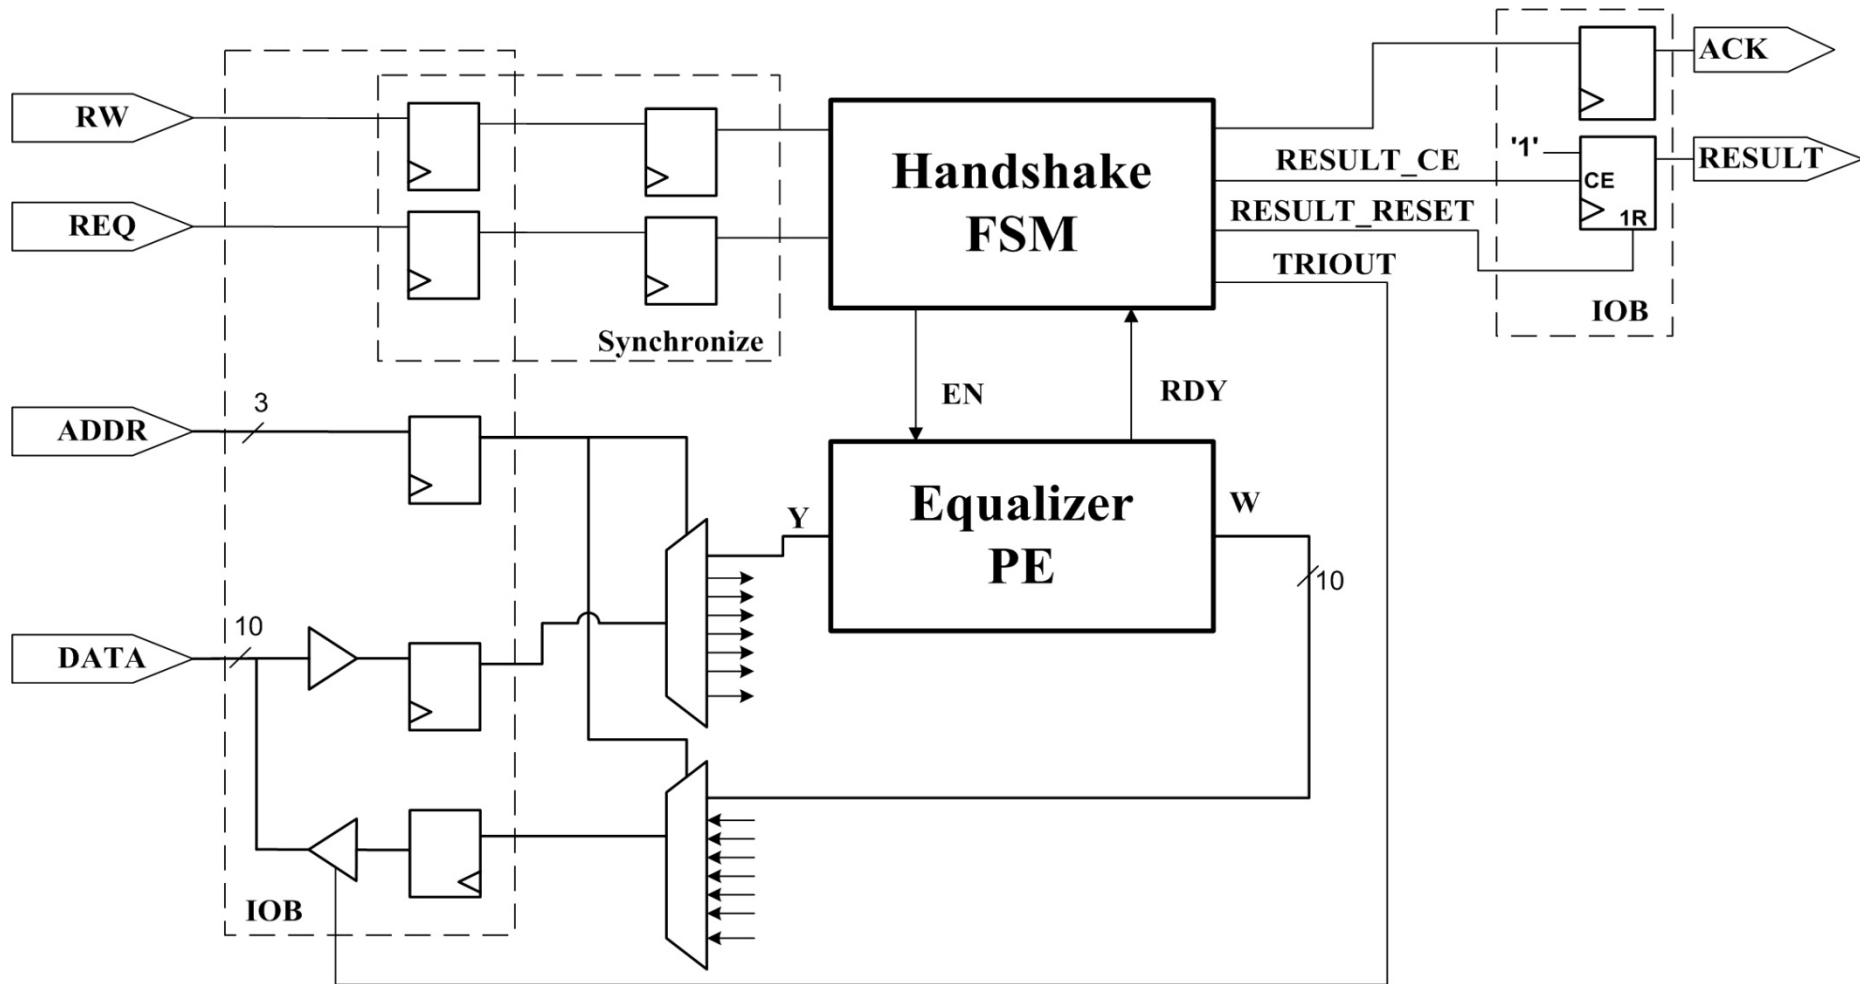 RW
REQ
ADDR
DATA
3
10
IOB
Synchronize
Handshake
FSM
EN
RDY
Equalizer
PE
Y
W
10
RESULT_CE
RESULT_RESET
TRIOUT
'1'
CE
1R
IOB
ACK
RESULT